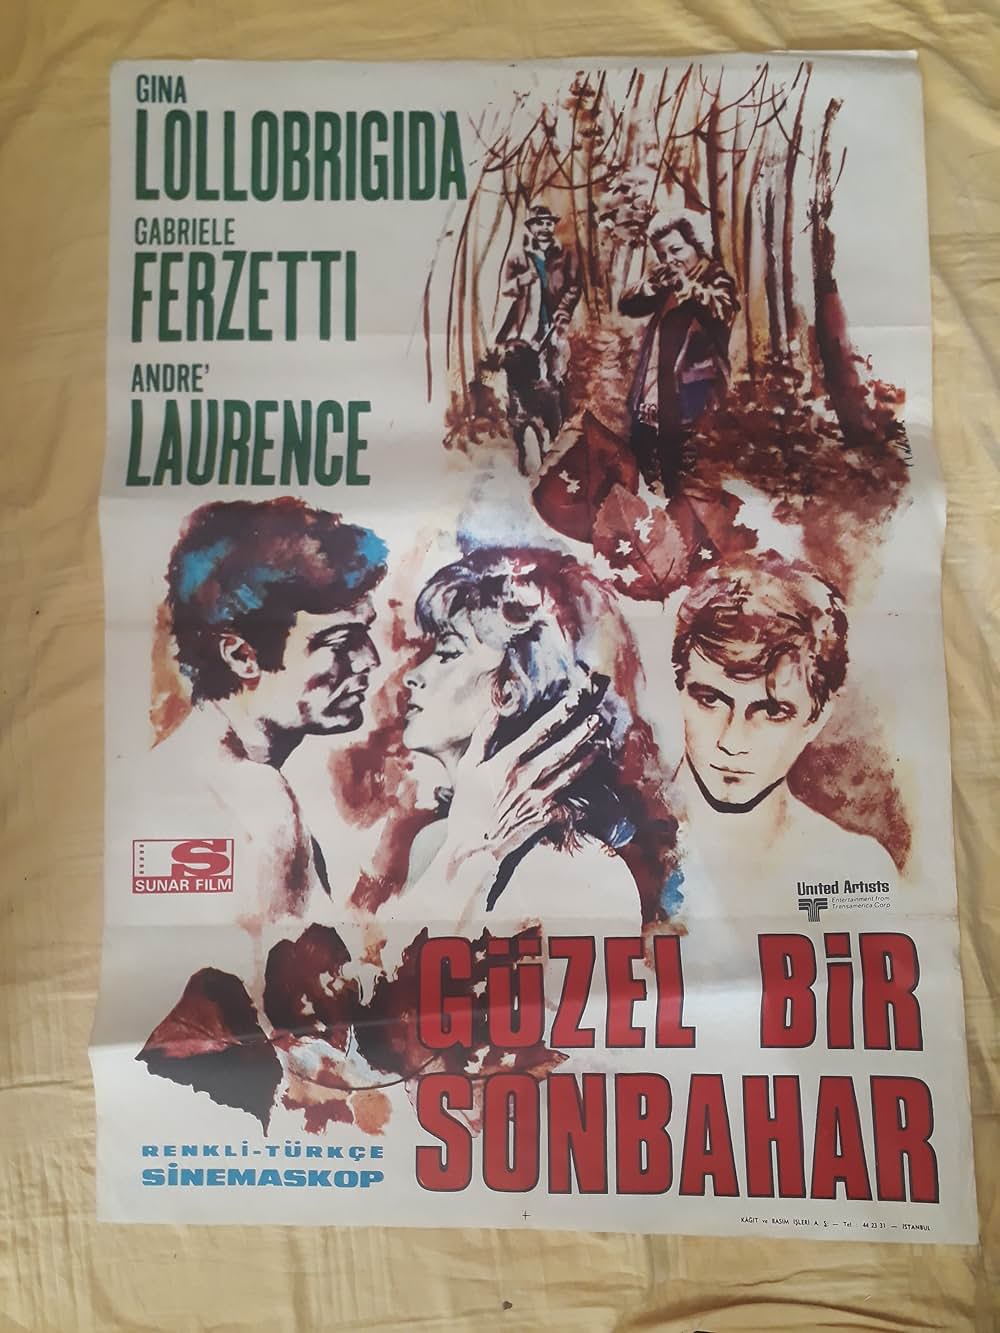 GINA
LOLLOBRIGIDA
GABRIELE
FERZETTI
ANDRE'
LAURENCE
S
SUNAR FILM
United Artists
Entertainment from
Transamerica Corp
GÜZEL BİR
SONBAHAR
RENKLİ-TÜRKÇE
SİNEMASKOP
KÂĞIT ve BASIM İŞLERİ A. Ş. — Tel : 44 23 31 — İSTANBUL